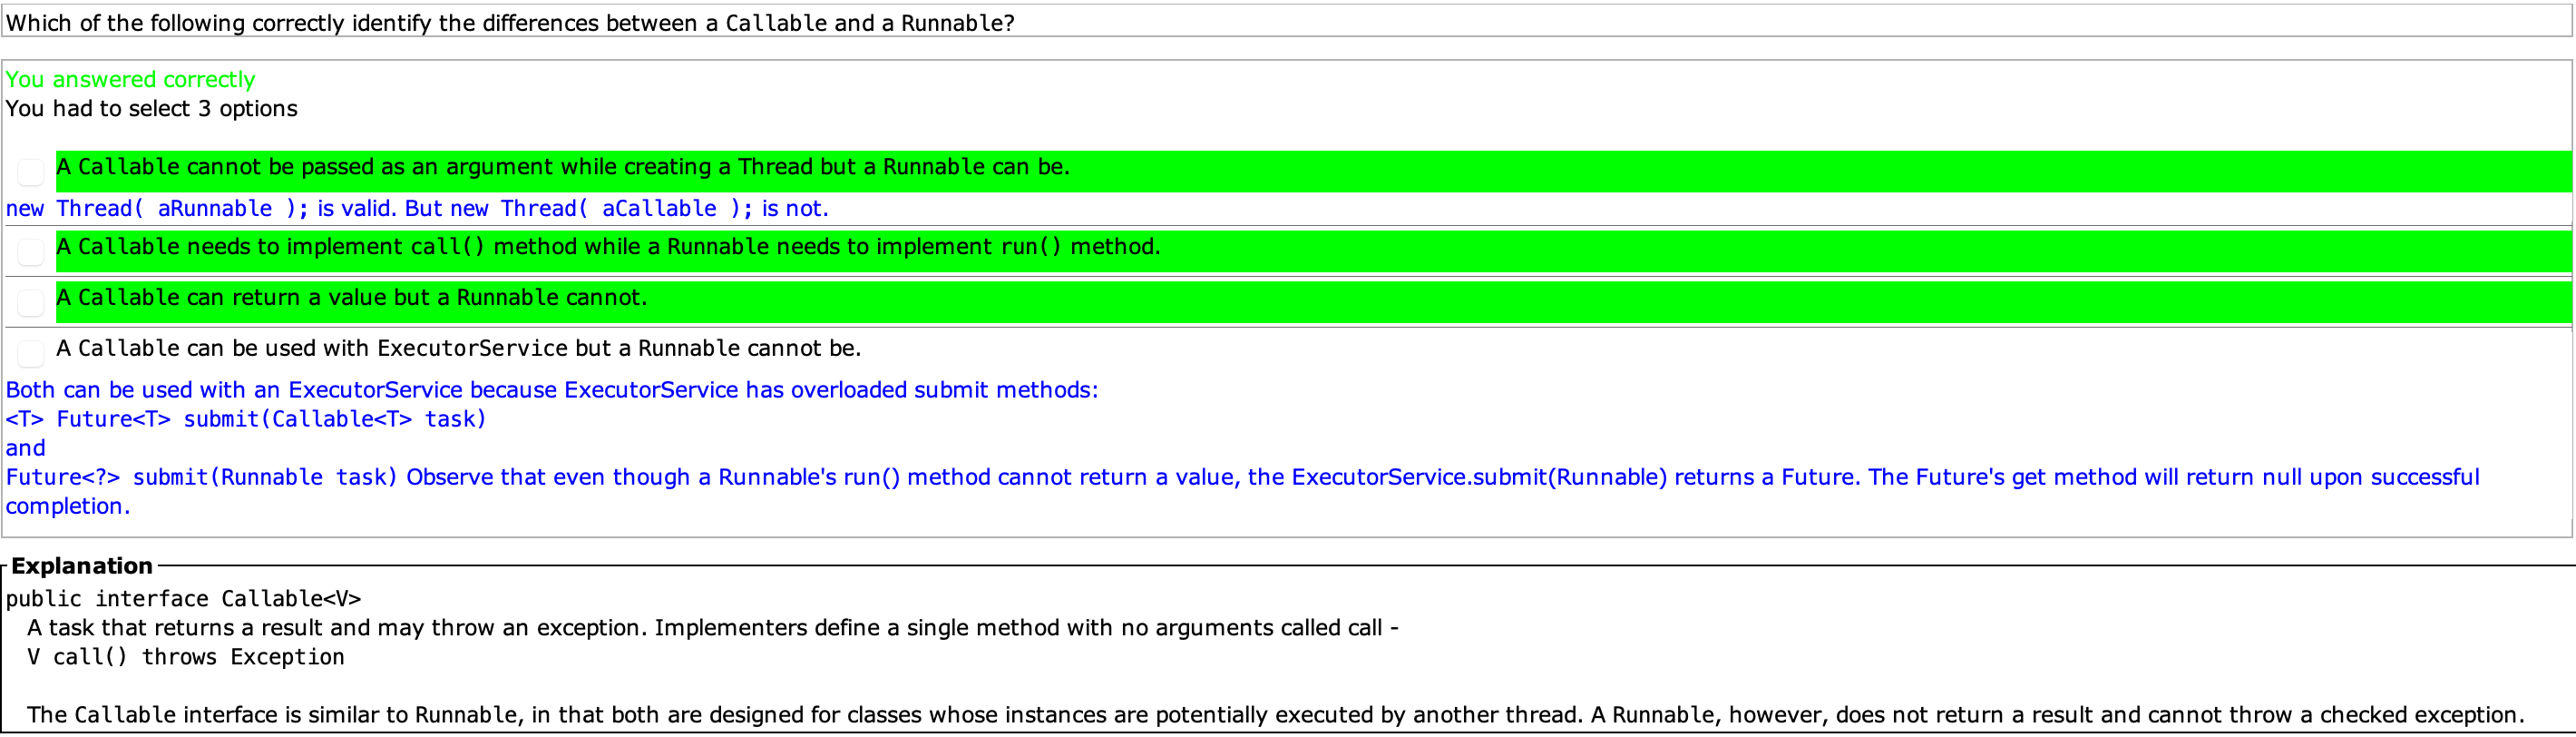 Which of the following correctly identify the differences between a Callable and a Runnable?
You answered correctly
You had to select 3 options
A Callable cannot be passed as an argument while creating a Thread but a Runnable can be.
new Thread( aRunnable ); is valid. But new Thread( aCallable ); is not.
A Callable needs to implement call() method while a Runnable needs to implement run() method.
A Callable can return a value but a Runnable cannot.
A Callable can be used with ExecutorService but a Runnable cannot be.
Both can be used with an ExecutorService because ExecutorService has overloaded submit methods:
<T> Future<T> submit(Callable<T> task)
and
Future<?> submit(Runnable task) Observe that even though a Runnable's run() method cannot return a value, the ExecutorService.submit(Runnable) returns a Future. The Future's get method will return null upon successful
completion.
Explanation
public interface Callable<V>
A task that returns a result and may throw an exception. Implementers define a single method with no arguments called call -
V call() throws Exception
The Callable interface is similar to Runnable, in that both are designed for classes whose instances are potentially executed by another thread. A Runnable, however, does not return a result and cannot throw a checked exception.